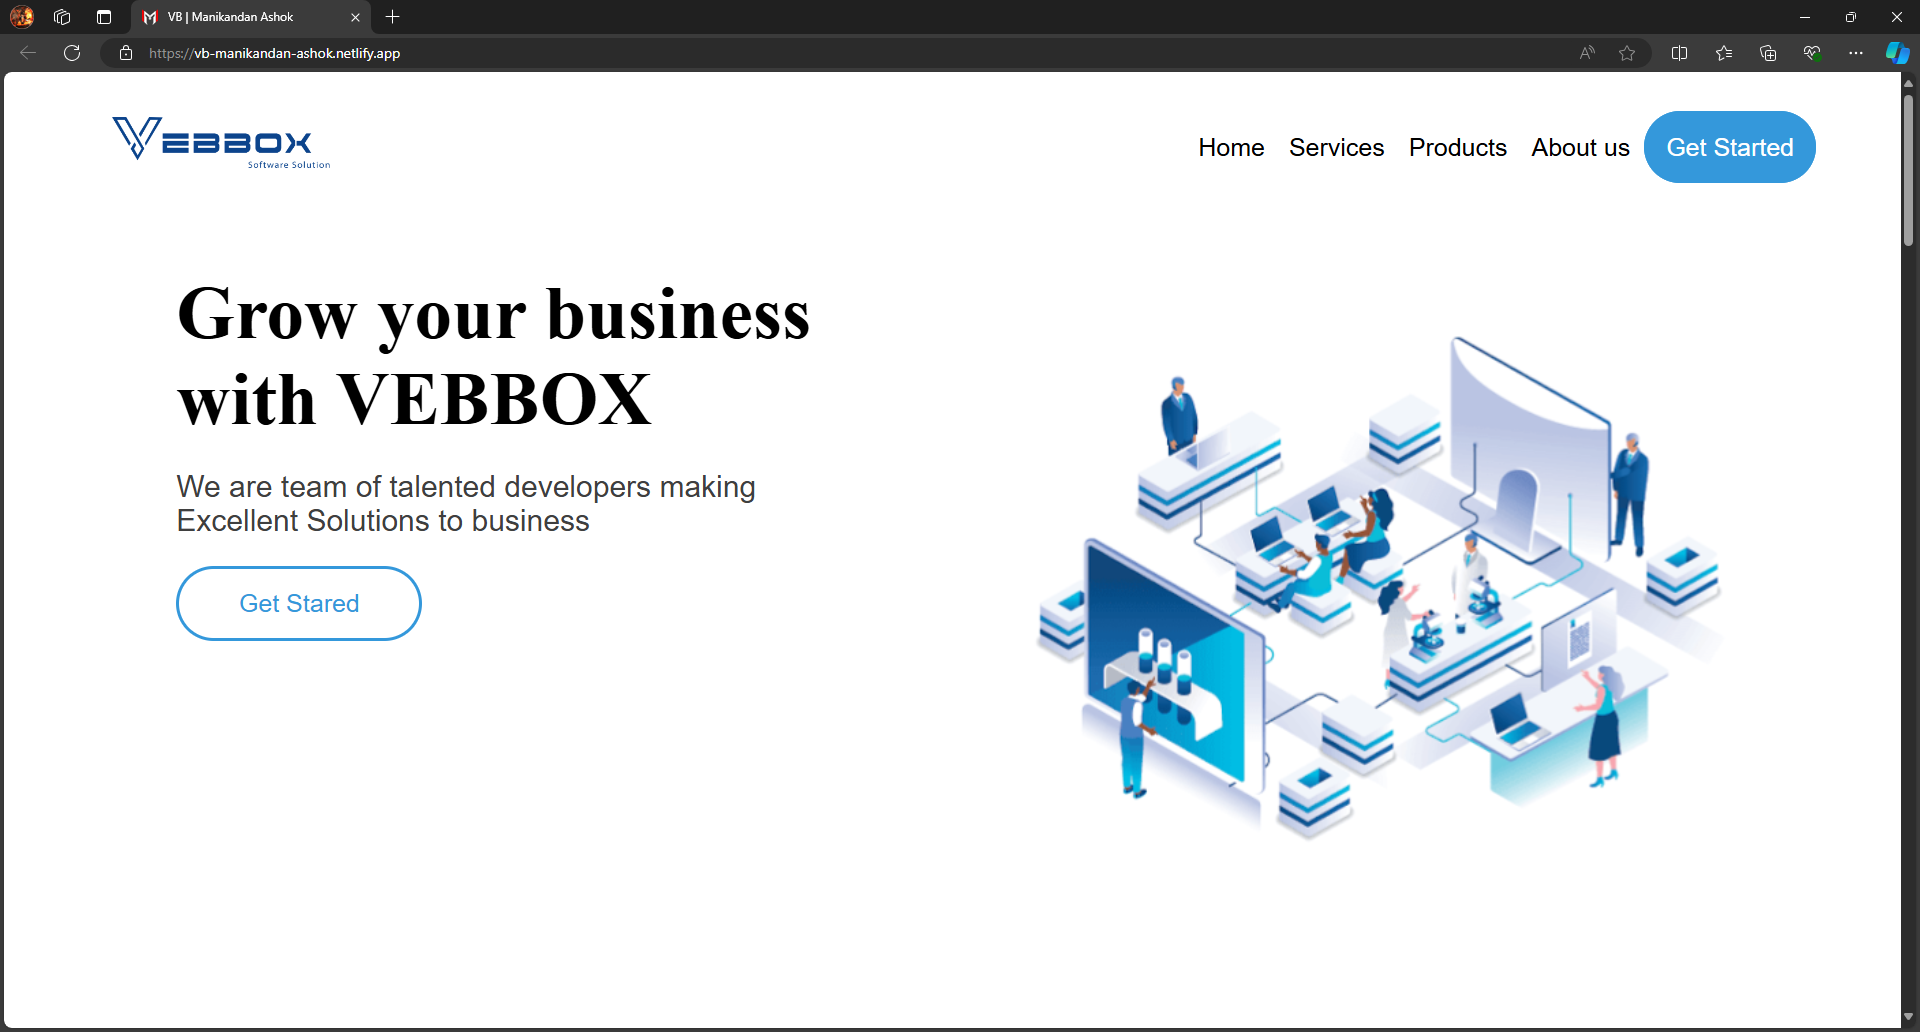 VB | Manikandan Ashok
https://vb-manikandan-ashok.netlify.app
VEBBOX
Software Solution
Home Services Products About us Get Started
Grow your business
with VEBBOX
We are team of talented developers making
Excellent Solutions to business
Get Stared